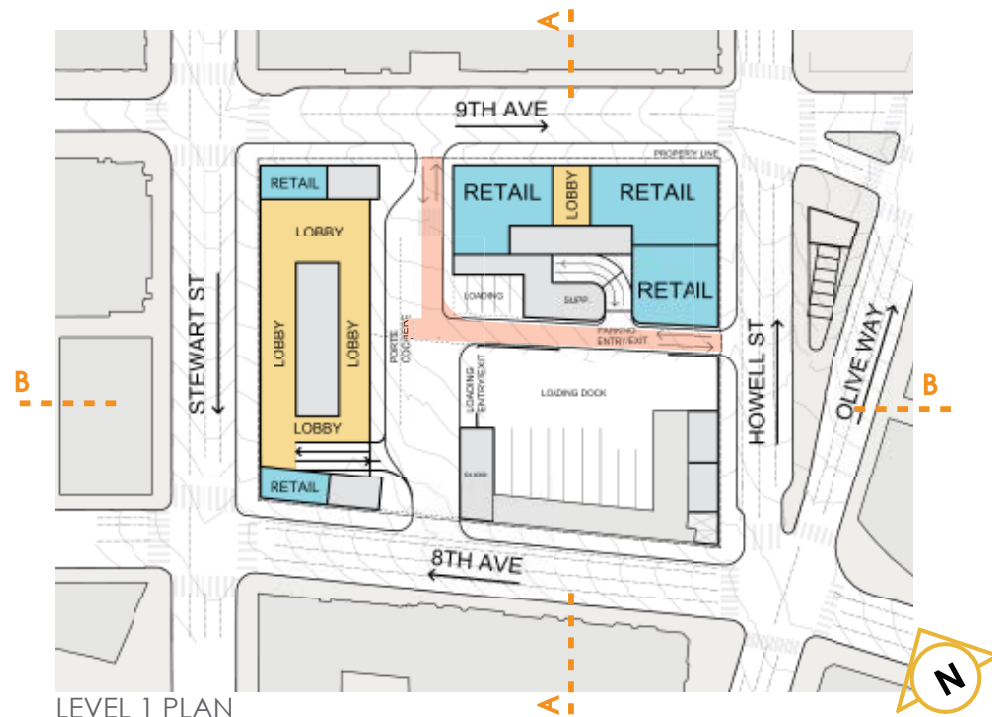 A
9TH AVE
PROPERTY LINE
RETAIL
RETAIL
LOBBY
RETAIL
LOBBY
STEWART ST
LOBBY
LOBBY
PORTE
COCHERE
LOADING
SUPP.
RETAIL
PARKING
ENTRY/EXIT
HOWELL ST
OLIVE WAY
B
B
LOADING
ENTRY/EXIT
LOADING DOCK
LOBBY
RETAIL
8TH AVE
A
N
LEVEL 1 PLAN